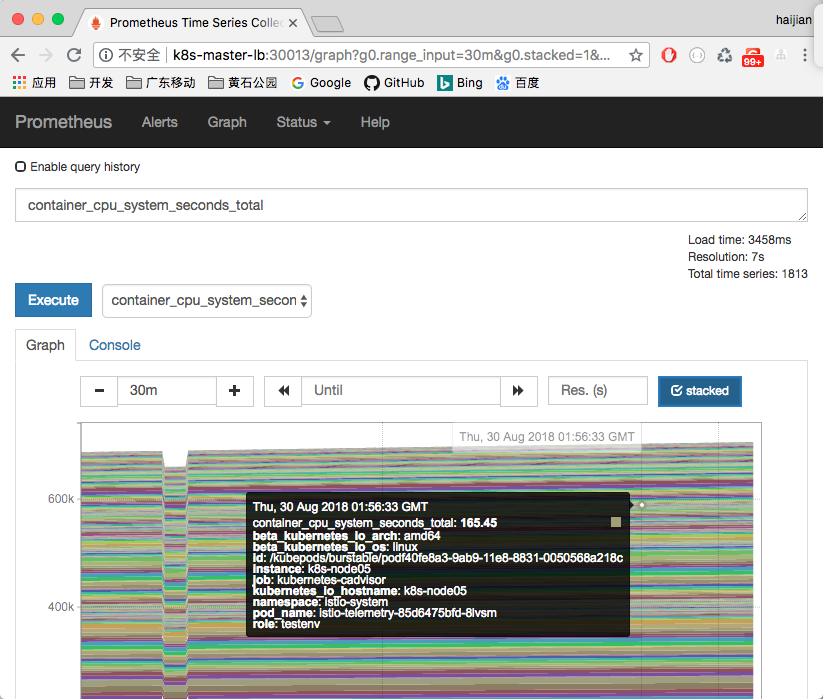 Prometheus Time Series Collec
haijian
不安全
k8s-master-lb:30013/graph?g0.range_input=30m&g0.stacked=1&...
99+
应用
开发
广东移动
黄石公园
Google
GitHub
Bing
百度
Prometheus
Alerts
Graph
Status
Help
Enable query history
container_cpu_system_seconds_total
Load time: 3458ms
Resolution: 7s
Total time series: 1813
Execute
container_cpu_system_secon
Graph
Console
30m
Until
Res. (s)
stacked
Thu, 30 Aug 2018 01:56:33 GMT
600k
400k
Thu, 30 Aug 2018 01:56:33 GMT
container_cpu_system_seconds_total: 165.45
beta_kubernetes_io_arch: amd64
beta_kubernetes_io_os: linux
id: /kubepods/burstable/podf40fe8a3-9ab9-11e8-8831-0050568a218c
instance: k8s-node05
job: kubernetes-cadvisor
kubernetes_io_hostname: k8s-node05
namespace: istio-system
pod_name: istio-telemetry-85d6475bfd-8lvsm
role: testenv